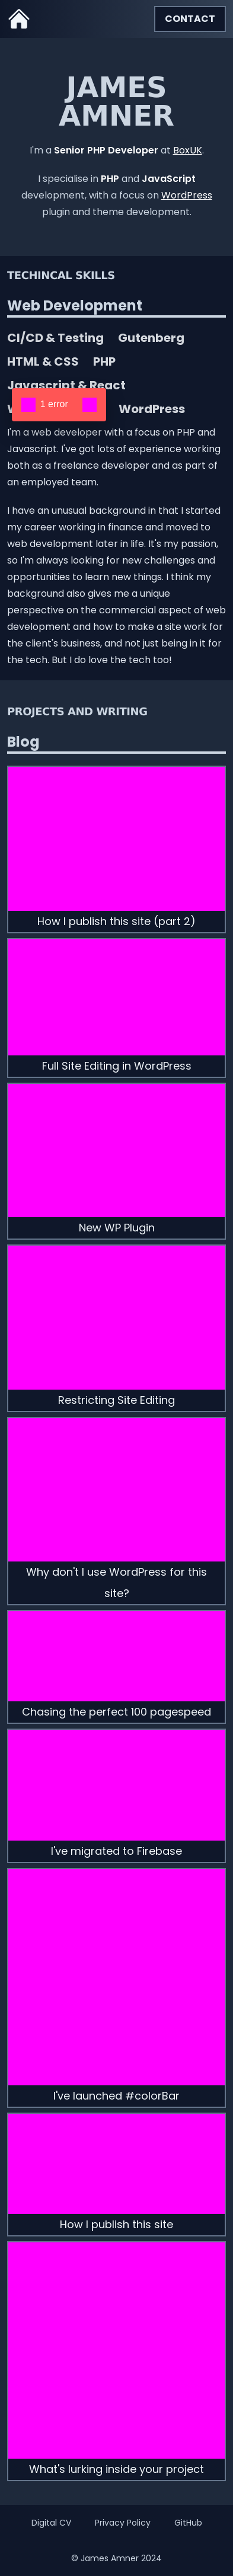 CONTACT
JAMES
AMNER
I'm a Senior PHP Developer at BoxUK.
I specialise in PHP and JavaScript
development, with a focus on WordPress
plugin and theme development.
TECHINCAL SKILLS
Web Development
CI/CD & Testing Gutenberg
HTML & CSS PHP
Javascript & React
WordPress
1 error
I'm a web developer with a focus on PHP and
Javascript. I've got lots of experience working
both as a freelance developer and as part of
an employed team.
I have an unusual background in that I started
my career working in finance and moved to
web development later in life. It's my passion,
so I'm always looking for new challenges and
opportunities to learn new things. I think my
background also gives me a unique
perspective on the commercial aspect of web
development and how to make a site work for
the client's business, and not just being in it for
the tech. But I do love the tech too!
PROJECTS AND WRITING
Blog
How I publish this site (part 2)
Full Site Editing in WordPress
New WP Plugin
Restricting Site Editing
Why don't I use WordPress for this
site?
Chasing the perfect 100 pagespeed
I've migrated to Firebase
I've launched #colorBar
How I publish this site
What's lurking inside your project
Digital CV Privacy Policy GitHub
© James Amner 2024